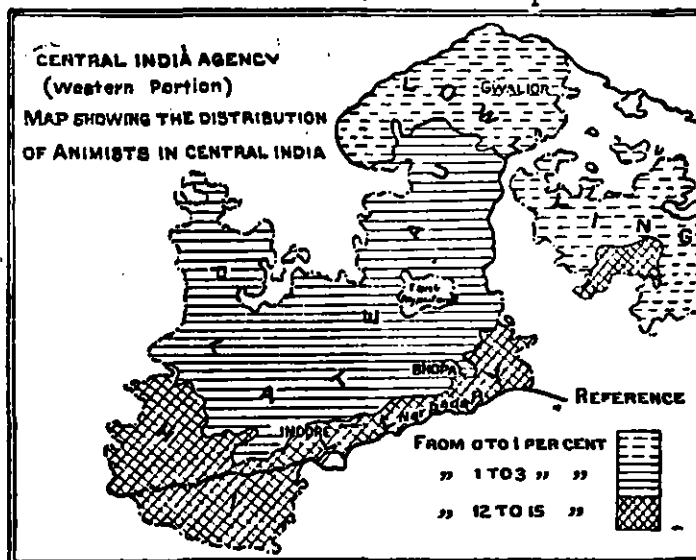 CENTRAL INDIA AGENCY
(Western Portion)
MAP SHOWING THE DISTRIBUTION
OF ANIMISTS IN CENTRAL INDIA
GWALIOR
L
O
W
I
N
G
BHOPA
INDORE
REFERENCE
FROM 0 TO 1 PER CENT
„ 1 TO 3 „ „
„ 12 TO 15 „